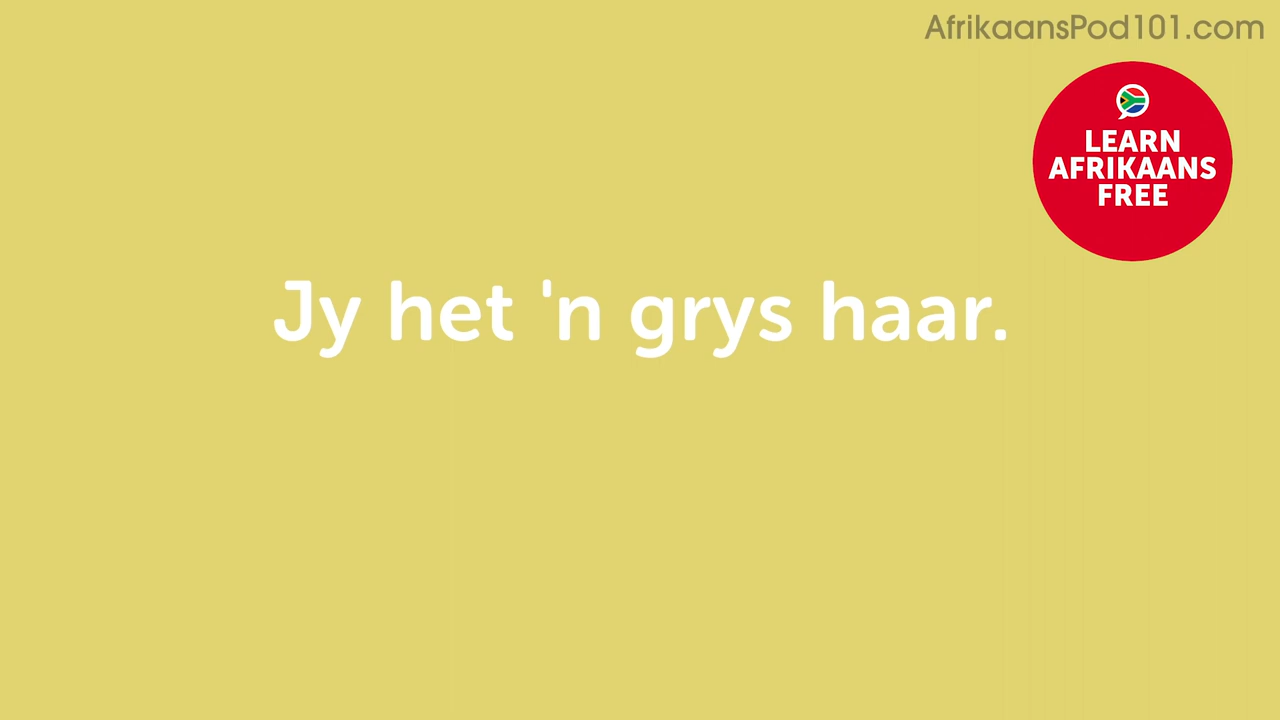 AfrikaansPod101.com
LEARN
AFRIKAANS
FREE
Jy het 'n grys haar.